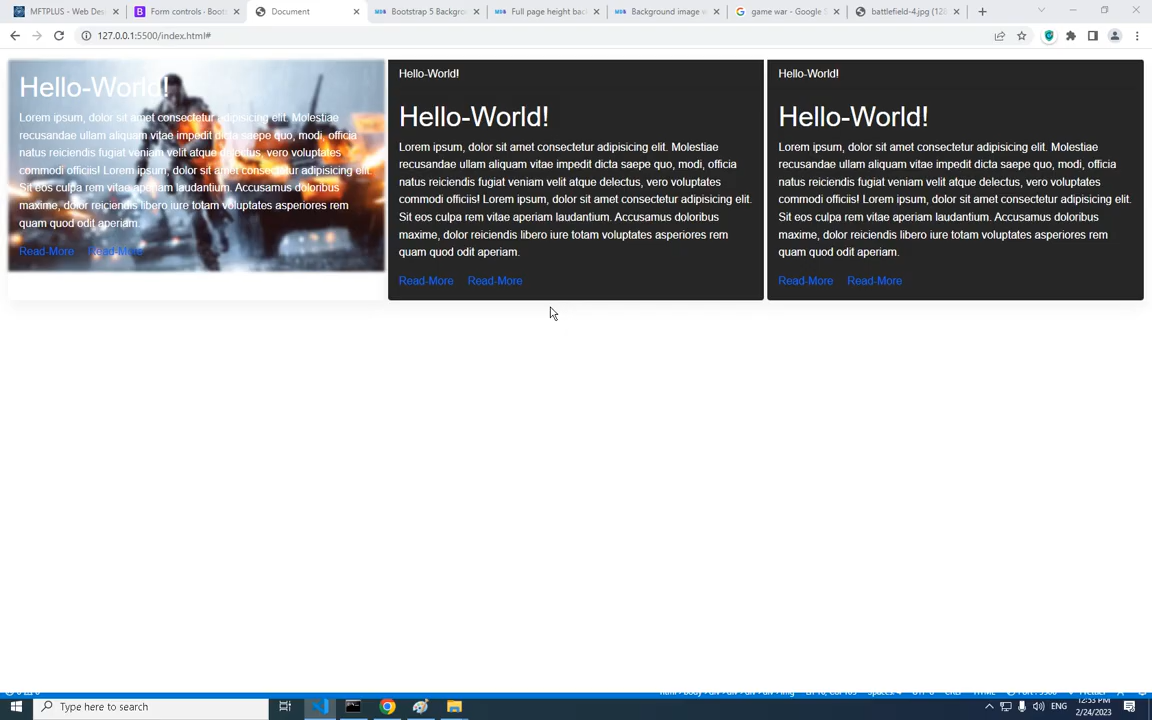 MFTPLUS - Web Des
Form controls · Boot
Document
Bootstrap 5 Backgro
Full page height back
Background image
game war - Google
battlefield-4.jpg (12
127.0.0.1:5500/index.html#
Hello-World!
Lorem ipsum, dolor sit amet consectetur adipisicing elit. Molestiae
recusandae ullam aliquam vitae impedit dicta saepe quo, modi, officia
natus reiciendis fugiat veniam velit atque delectus, vero voluptates
commodi officiis! Lorem ipsum, dolor sit amet consectetur adipisicing elit.
Sit eos culpa rem vitae aperiam laudantium. Accusamus doloribus
maxime, dolor reiciendis libero iure totam voluptates asperiores rem
quam quod odit aperiam.
Read-More Read-More
Hello-World!
Hello-World!
Lorem ipsum, dolor sit amet consectetur adipisicing elit. Molestiae
recusandae ullam aliquam vitae impedit dicta saepe quo, modi, officia
natus reiciendis fugiat veniam velit atque delectus, vero voluptates
commodi officiis! Lorem ipsum, dolor sit amet consectetur adipisicing elit.
Sit eos culpa rem vitae aperiam laudantium. Accusamus doloribus
maxime, dolor reiciendis libero iure totam voluptates asperiores rem
quam quod odit aperiam.
Read-More Read-More
Hello-World!
Hello-World!
Lorem ipsum, dolor sit amet consectetur adipisicing elit. Molestiae
recusandae ullam aliquam vitae impedit dicta saepe quo, modi, officia
natus reiciendis fugiat veniam velit atque delectus, vero voluptates
commodi officiis! Lorem ipsum, dolor sit amet consectetur adipisicing elit.
Sit eos culpa rem vitae aperiam laudantium. Accusamus doloribus
maxime, dolor reiciendis libero iure totam voluptates asperiores rem
quam quod odit aperiam.
Read-More Read-More
Type here to search
ENG
12:33 PM
2/24/2023